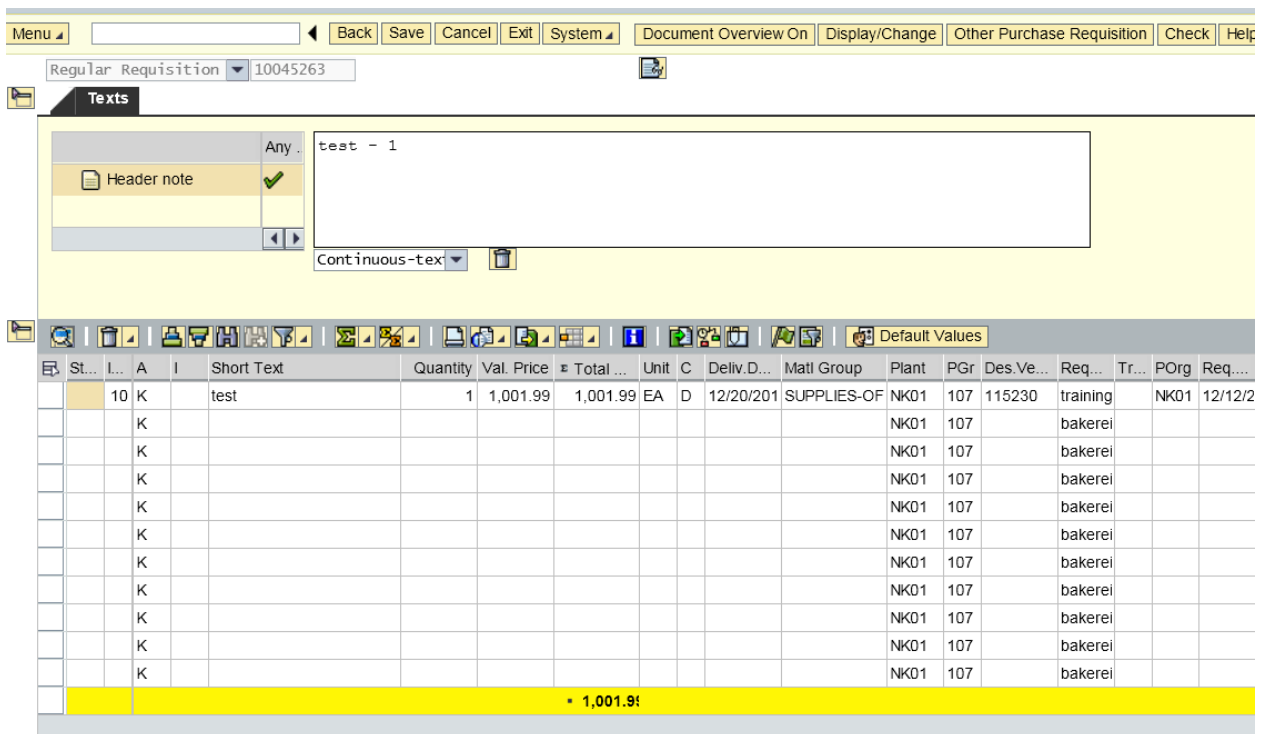 Menu Back Save Cancel Exit System Document Overview On Display/Change Other Purchase Requisition Check Help
Regular Requisition 10045263
Texts
Any . test - 1
Header note
Continuous-tex
Default Values
St... I... A I Short Text Quantity Val. Price Σ Total ... Unit C Deliv.D... Matl Group Plant PGr Des.Ve... Req... Tr... POrg Req....
10 K test 1 1,001.99 1,001.99 EA D 12/20/201 SUPPLIES-OF NK01 107 115230 training NK01 12/12/2
K NK01 107 bakerei
K NK01 107 bakerei
K NK01 107 bakerei
K NK01 107 bakerei
K NK01 107 bakerei
K NK01 107 bakerei
K NK01 107 bakerei
K NK01 107 bakerei
K NK01 107 bakerei
K NK01 107 bakerei
▪ 1,001.99